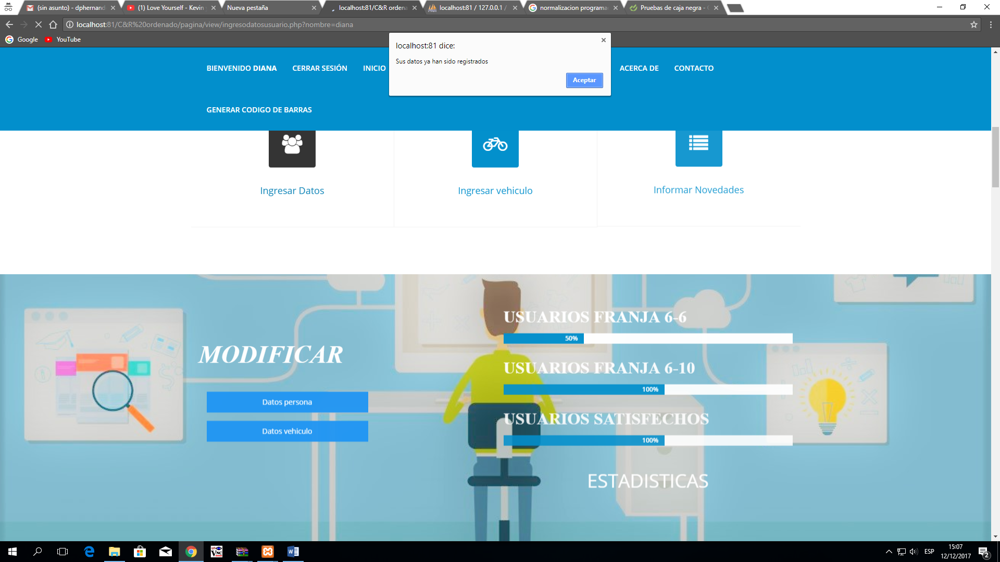 (sin asunto) - dphernand
(1) Love Yourself - Kevin
Nueva pestaña
localhost:81/C&R ordena
localhost:81 / 127.0.0.1 /
normalizacion programa
Pruebas de caja negra -
localhost:81/C&R%20ordenado/pagina/view/ingresodatosusuario.php?nombre=diana
Google
YouTube
localhost:81 dice:
Sus datos ya han sido registrados
Aceptar
BIENVENIDO DIANA
CERRAR SESIÓN
INICIO
ACERCA DE
CONTACTO
GENERAR CODIGO DE BARRAS
Ingresar Datos
Ingresar vehiculo
Informar Novedades
MODIFICAR
Datos persona
Datos vehiculo
USUARIOS FRANJA 6-6
50%
USUARIOS FRANJA 6-10
100%
USUARIOS SATISFECHOS
100%
ESTADISTICAS
ESP
15:07
12/12/2017
2